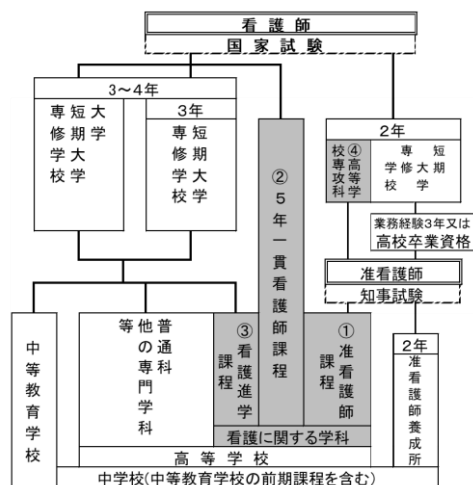 看護師
国家試験
3～4年
大学
短期大学
専修学校
3年
短期大学
専修学校
②5年一貫看護師課程
2年
④高等学校専攻科
短期大学
専修学校
業務経験3年又は
高校卒業資格
准看護師
知事試験
中等教育学校
普通科
他の専門学科
等
③看護進学
課程
①准看護師
課程
2年
准看護師養成所
看護に関する学科
高等学校
中学校(中等教育学校の前期課程を含む)